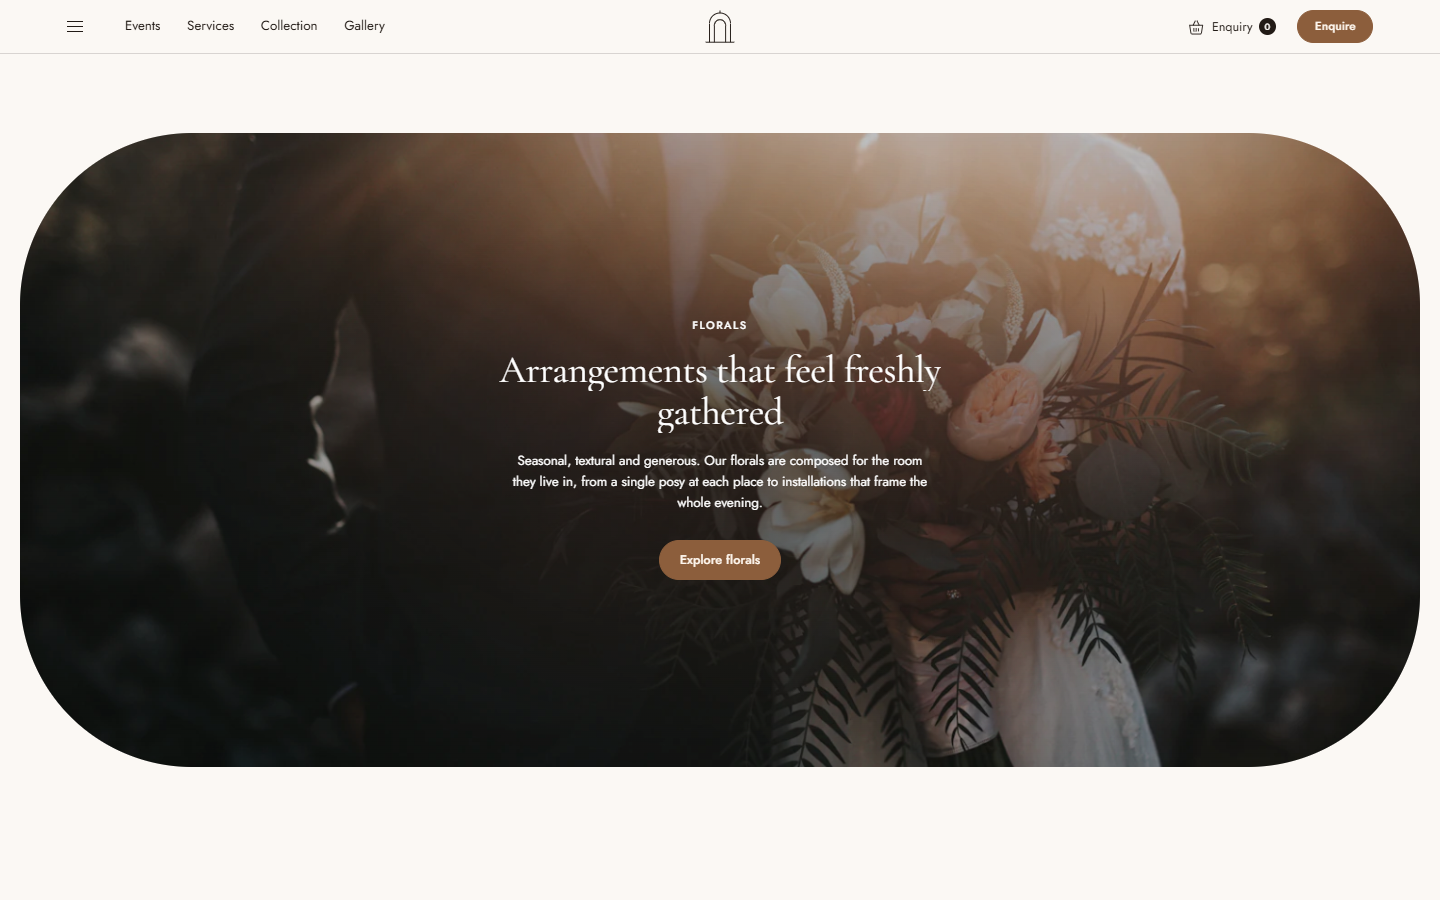 Events Services Collection Gallery Enquiry 0 Enquire
FLORALS
Arrangements that feel freshly
gathered
Seasonal, textural and generous. Our florals are composed for the room
they live in, from a single posy at each place to installations that frame the
whole evening.
Explore florals